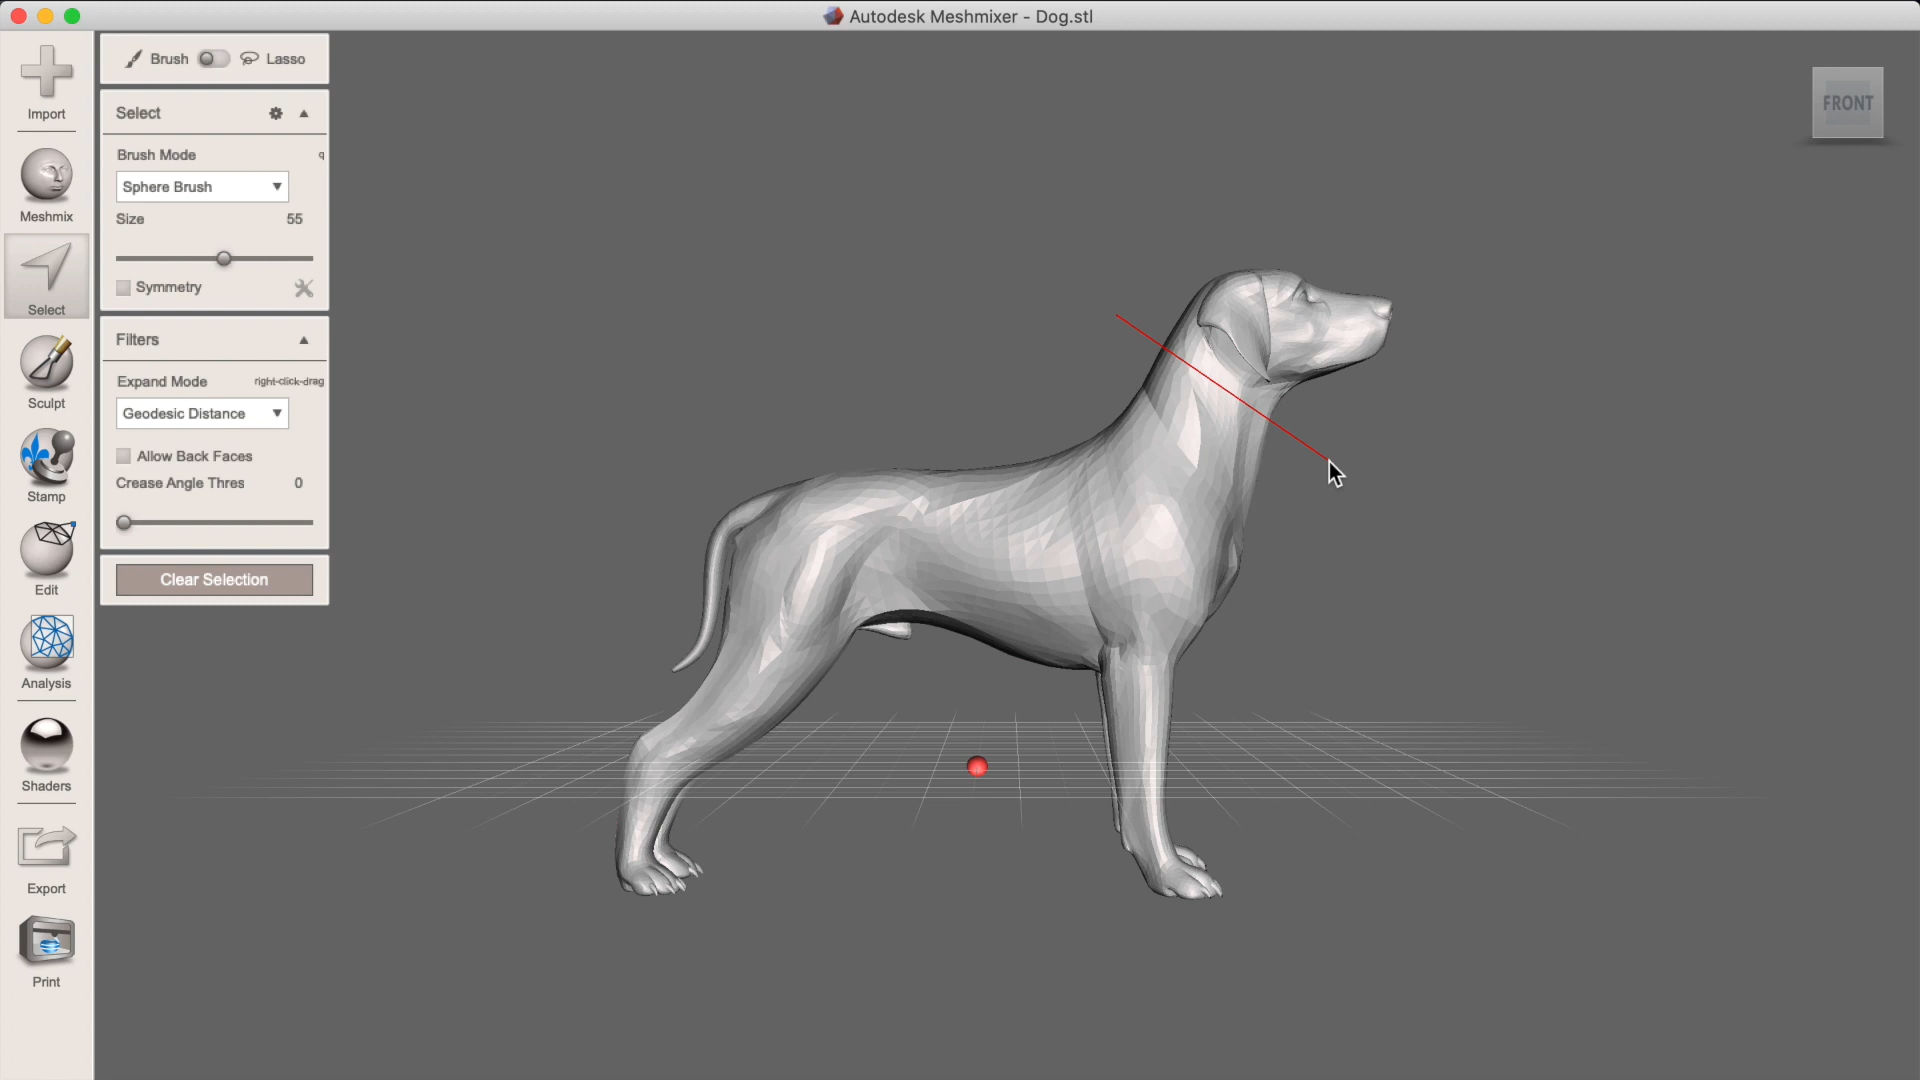 Autodesk Meshmixer - Dog.stl
Import
Meshmix
Select
Sculpt
Stamp
Edit
Analysis
Shaders
Export
Print
Brush Lasso
Select
Brush Mode q
Sphere Brush
Size 55
Symmetry
Filters
Expand Mode right-click-drag
Geodesic Distance
Allow Back Faces
Crease Angle Thres 0
Clear Selection
FRONT